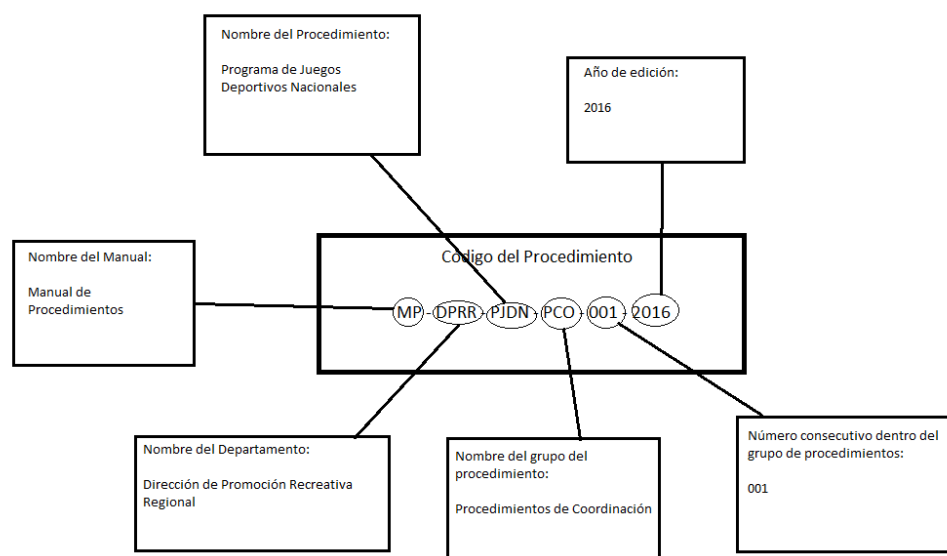 Nombre del Procedimiento:
Programa de Juegos
Deportivos Nacionales
Año de edición:
2016
Nombre del Manual:
Manual de
Procedimientos
Código del Procedimiento
MP-DPRR-PJDN-PCO-001-2016
Nombre del Departamento:
Dirección de Promoción Recreativa
Regional
Nombre del grupo del
procedimiento:
Procedimientos de Coordinación
Número consecutivo dentro del
grupo de procedimientos:
001